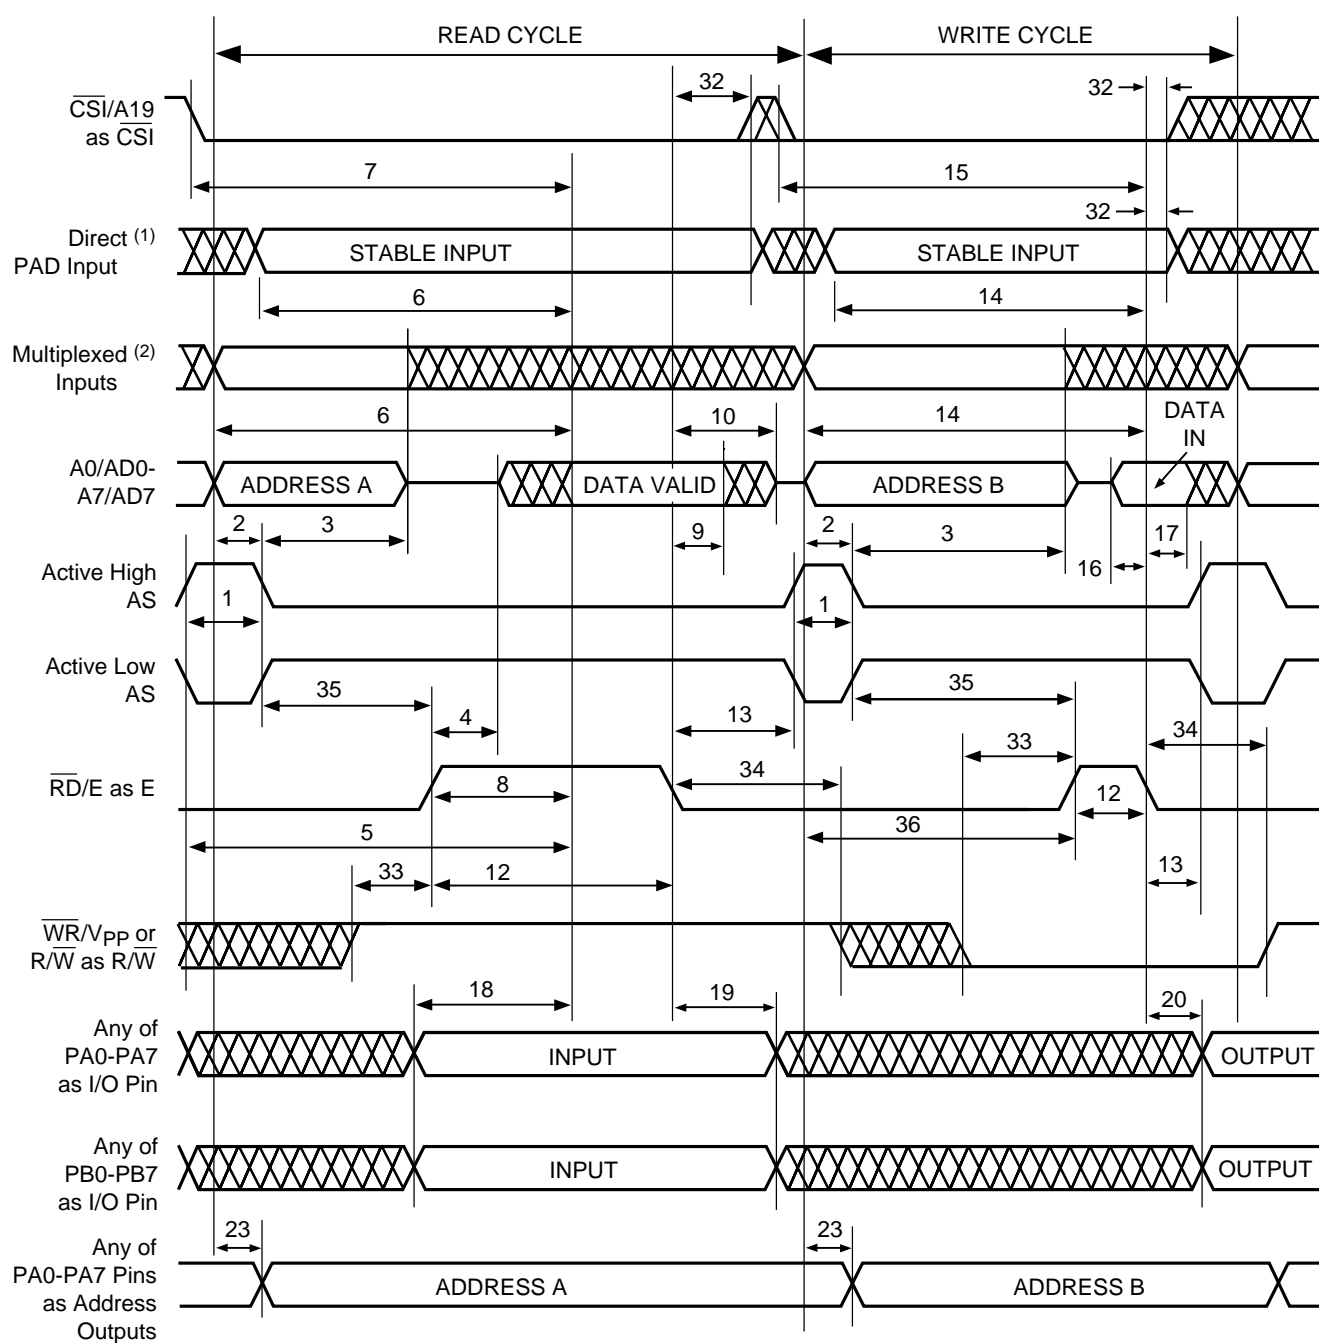 READ CYCLE
WRITE CYCLE
32
32
CSI/A19
as CSI
7
15
32
Direct (1)
PAD Input
STABLE INPUT
STABLE INPUT
6
14
Multiplexed (2)
Inputs
6
10
14
DATA
IN
A0/AD0-
A7/AD7
ADDRESS A
DATA VALID
ADDRESS B
2
3
9
2
3
17
16
Active High
AS
1
1
Active Low
AS
35
35
4
13
34
33
34
RD/E as E
8
12
5
36
33
12
13
WR/VPP or
R/W as R/W
18
19
20
Any of
PA0-PA7
as I/O Pin
INPUT
OUTPUT
Any of
PB0-PB7
as I/O Pin
INPUT
OUTPUT
23
23
Any of
PA0-PA7 Pins
as Address
Outputs
ADDRESS A
ADDRESS B